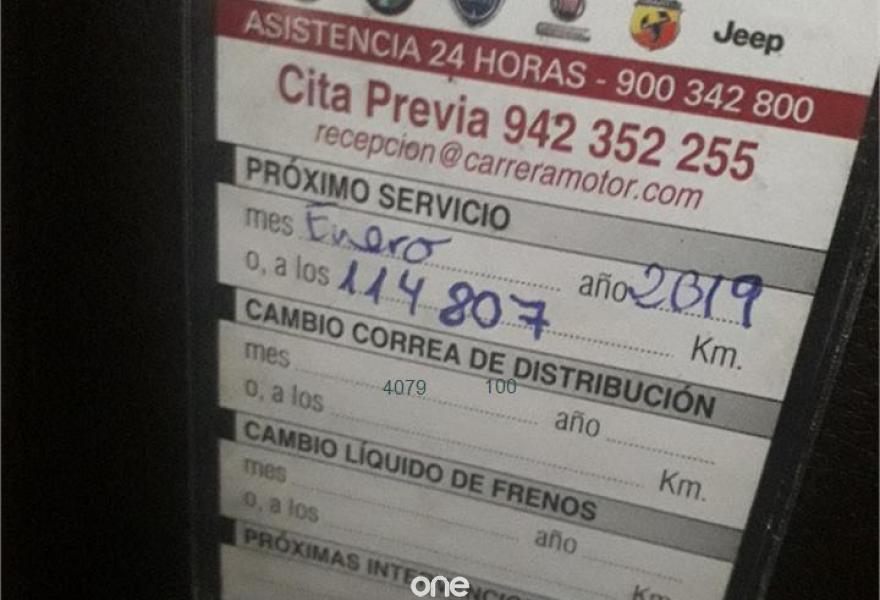 Jeep
ASISTENCIA 24 HORAS - 900 342 800
Cita Previa 942 352 255
recepcion@carreramotor.com
PRÓXIMO SERVICIO
mes Enero año 2019
o, a los 114 807 Km.
CAMBIO CORREA DE DISTRIBUCIÓN
mes año
4079 100
o, a los Km.
CAMBIO LÍQUIDO DE FRENOS
mes año
o, a los Km.
PRÓXIMAS
one